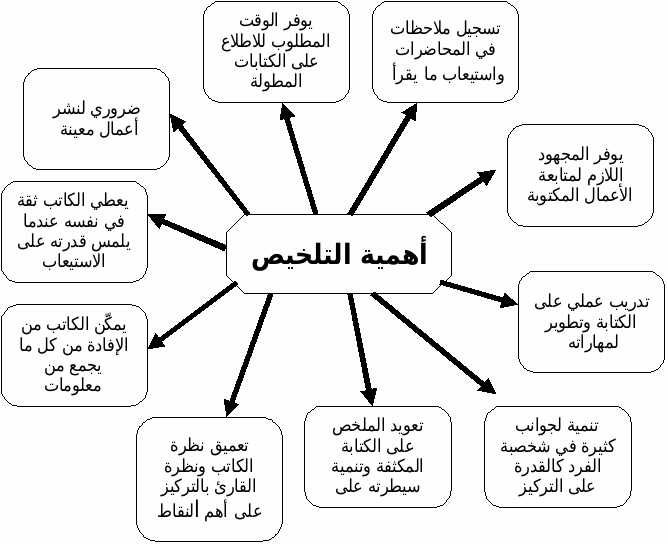 تسجيل ملاحظات
في المحاضرات
واستيعاب ما يقرأ
يوفر الوقت
المطلوب للاطلاع
على الكتابات
المطولة
ضروري لنشر
أعمال معينة
يوفر المجهود
اللازم لمتابعة
الأعمال المكتوبة
يعطي الكاتب ثقة
في نفسه عندما
يلمس قدرته على
الاستيعاب
أهمية التلخيص
تدريب عملي على
الكتابة وتطوير
لمهاراته
يمكّن الكاتب من
الإفادة من كل ما
يجمع من
معلومات
تنمية لجوانب
كثيرة في شخصية
الفرد كالقدرة
على التركيز
تعويد الملخص
على الكتابة
المكثفة وتنمية
سيطرته على
تعميق نظرة
الكاتب ونظرة
القارئ بالتركيز
على أهم النقاط